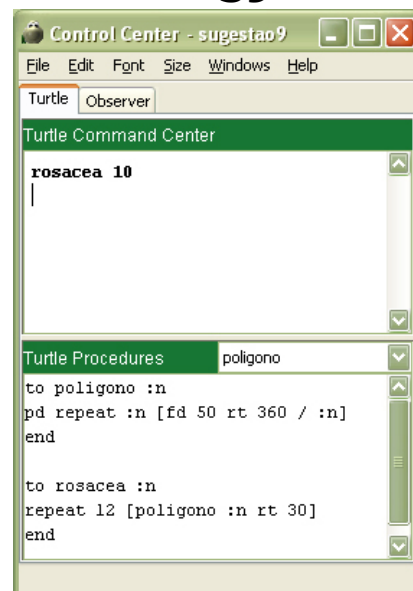 Control Center - sugestao9
File Edit Font Size Windows Help
Turtle Observer
Turtle Command Center
rosacea 10
Turtle Procedures poligono
to poligono :n
pd repeat :n [fd 50 rt 360 / :n]
end
to rosacea :n
repeat 12 [poligono :n rt 30]
end